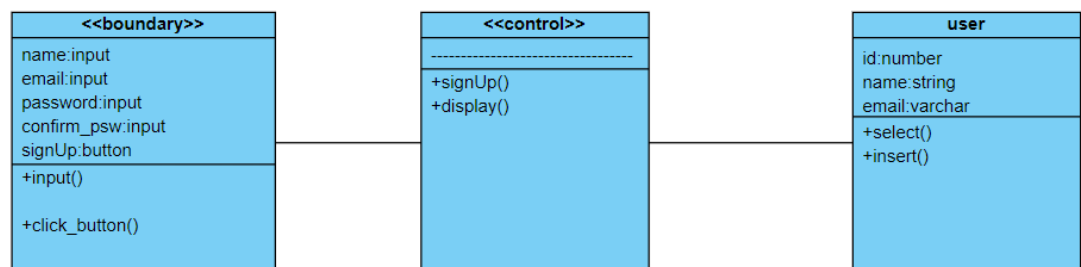 <<boundary>>
name:input
email:input
password:input
confirm_psw:input
signUp:button
+input()
+click_button()
<<control>>
----------------------------------
+signUp()
+display()
user
id:number
name:string
email:varchar
+select()
+insert()